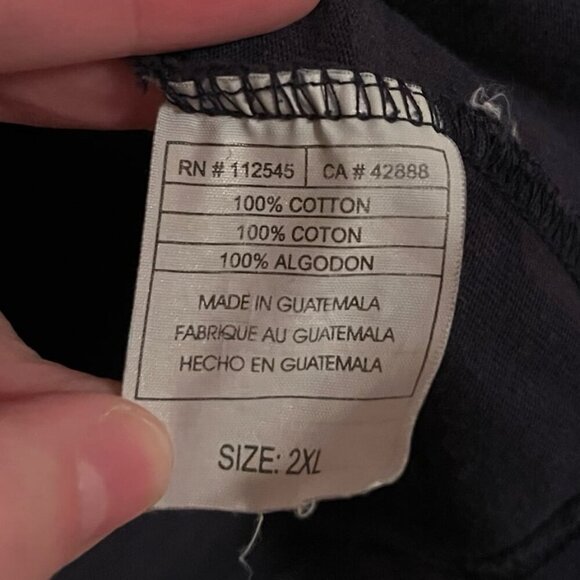 RN # 112545 CA # 42888
100% COTTON
100% COTON
100% ALGODON
MADE IN GUATEMALA
FABRIQUE AU GUATEMALA
HECHO EN GUATEMALA
SIZE: 2XL